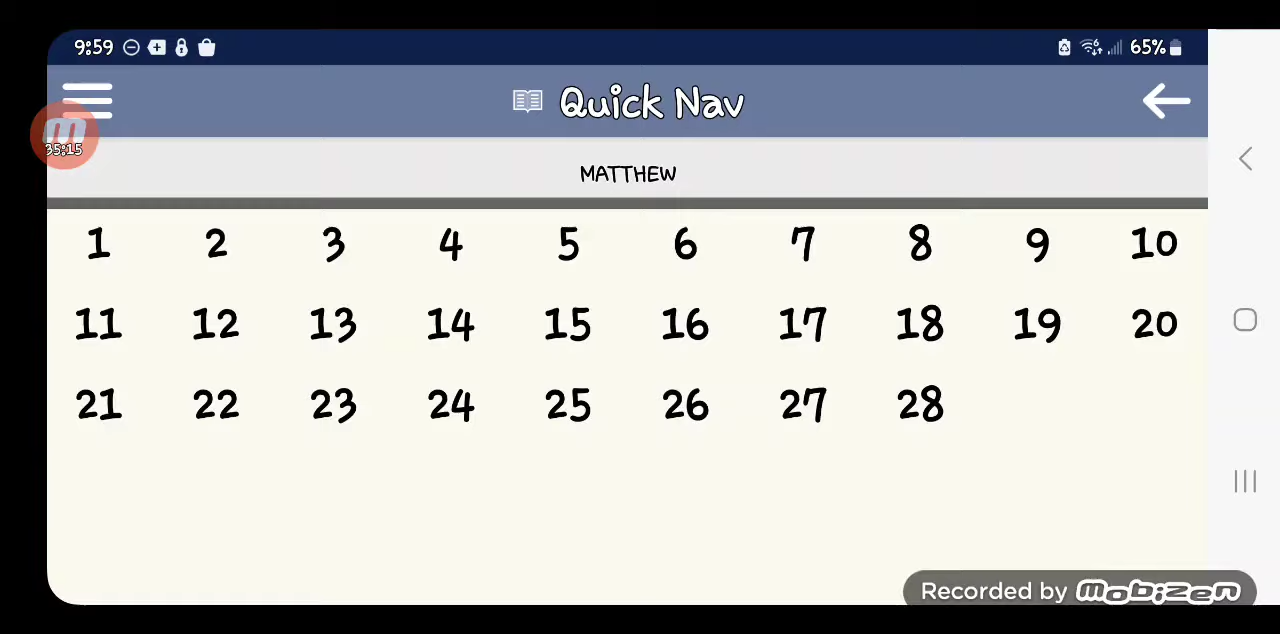 9:59 65%
Quick Nav
35:15
MATTHEW
1 2 3 4 5 6 7 8 9 10
11 12 13 14 15 16 17 18 19 20
21 22 23 24 25 26 27 28
Recorded by mobizen